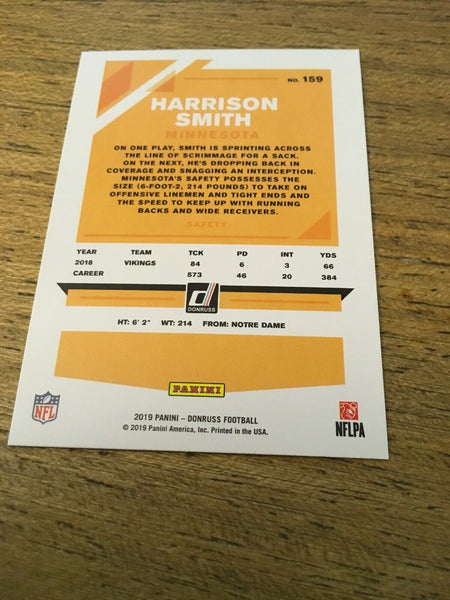 NO. 159
HARRISON
SMITH
MINNESOTA
ON ONE PLAY, SMITH IS SPRINTING ACROSS
THE LINE OF SCRIMMAGE FOR A SACK.
ON THE NEXT, HE'S DROPPING BACK IN
COVERAGE AND SNAGGING AN INTERCEPTION.
MINNESOTA'S SAFETY POSSESSES THE
SIZE (6-FOOT-2, 214 POUNDS) TO TAKE ON
OFFENSIVE LINEMEN AND TIGHT ENDS AND
THE SPEED TO KEEP UP WITH RUNNING
BACKS AND WIDE RECEIVERS.
SAFETY
YEAR TEAM TCK PD INT YDS
2018 VIKINGS 84 6 3 66
CAREER 573 46 20 384
DONRUSS
HT: 6' 2" WT: 214 FROM: NOTRE DAME
PANINI
NFL
NFLPA
2019 PANINI – DONRUSS FOOTBALL
© 2019 Panini America, Inc. Printed in the USA.